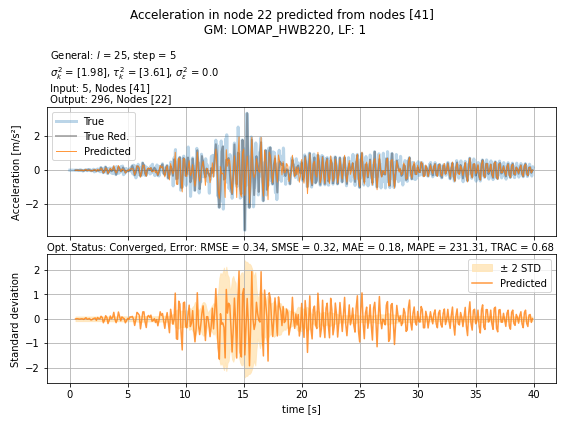 Acceleration in node 22 predicted from nodes [41]
GM: LOMAP_HWB220, LF: 1
General: l = 25, step = 5
σ²ₖ = [1.98], τ²ₖ = [3.61], σ²ε = 0.0
Input: 5, Nodes [41]
Output: 296, Nodes [22]
True
True Red.
Predicted
Acceleration [m/s²]
2
0
−2
Opt. Status: Converged, Error: RMSE = 0.34, SMSE = 0.32, MAE = 0.18, MAPE = 231.31, TRAC = 0.68
± 2 STD
Predicted
Standard deviation
2
1
0
−1
−2
0 5 10 15 20 25 30 35 40
time [s]